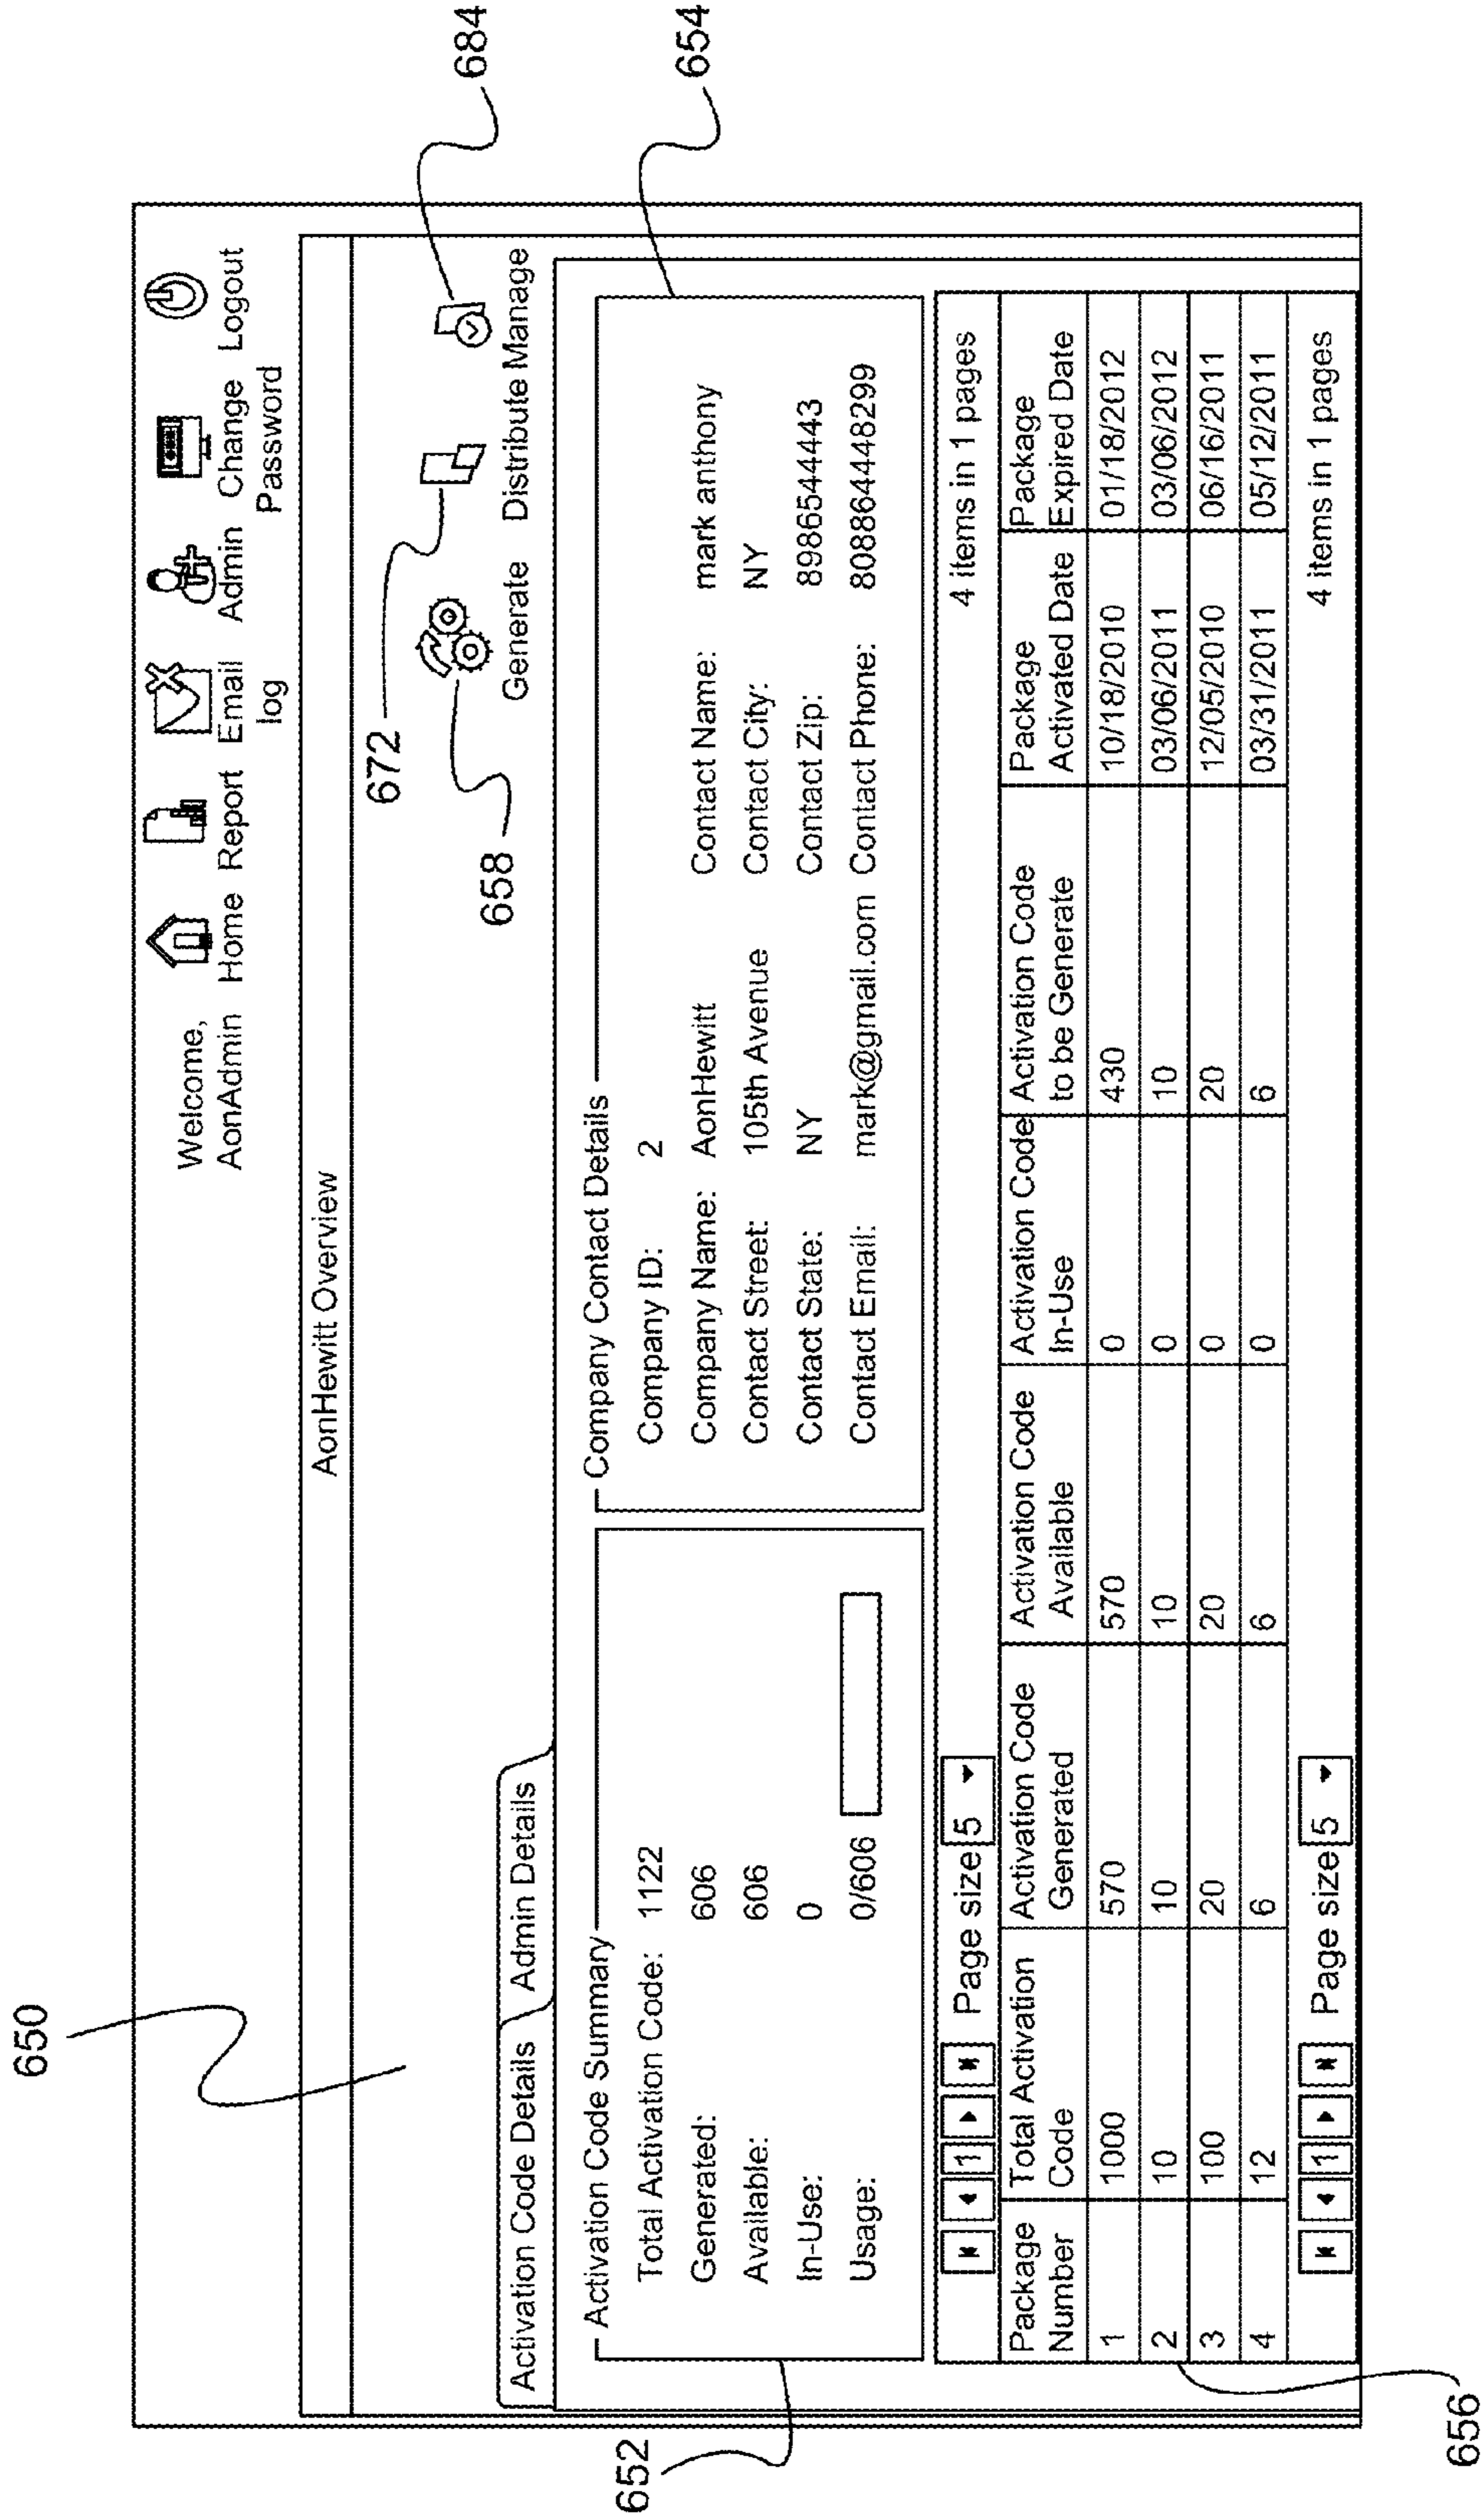 650
Welcome,
AonAdmin
Home
Report
Email
log
Admin
Change
Password
Logout
AonHewitt Overview
672
684
658
Generate
Distribute
Manage
Activation Code Details
Admin Details
652
Activation Code Summary
Total Activation Code: 1122
Generated: 606
Available: 606
In-Use: 0
Usage: 0/606
654
Company Contact Details
Company ID: 2
Company Name: AonHewitt Contact Name: mark anthony
Contact Street: 105th Avenue Contact City: NY
Contact State: NY Contact Zip: 8986544443
Contact Email: mark@gmail.com Contact Phone: 808864448299
1 Page size 5 4 items in 1 pages
Package Total Activation Activation Code Activation Code Activation Code Activation Code Package Package
Number Code Generated Available In-Use to be Generate Activated Date Expired Date
1 1000 570 570 0 430 10/18/2010 01/18/2012
2 10 10 10 0 10 03/06/2011 03/06/2012
3 100 20 20 0 20 12/05/2010 06/16/2011
4 12 6 6 0 6 03/31/2011 05/12/2011
1 Page size 5 4 items in 1 pages
656